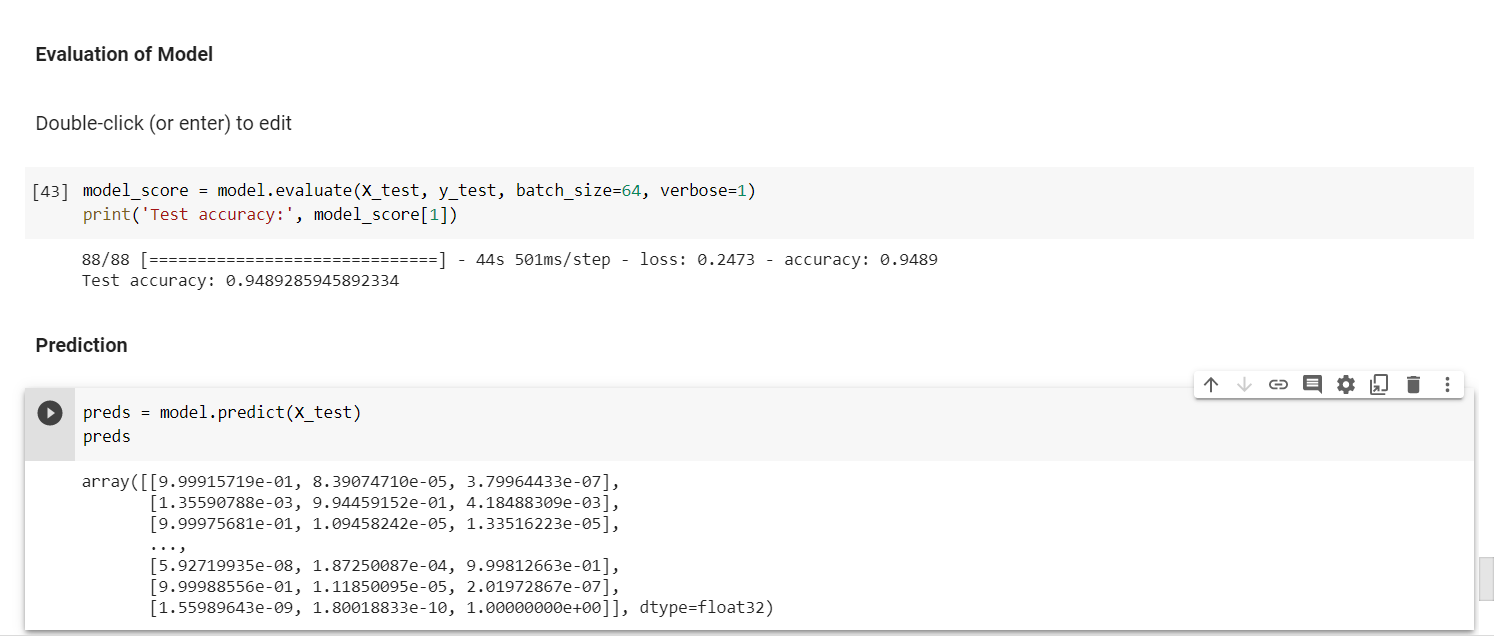 Evaluation of Model
Double-click (or enter) to edit
[43] model_score = model.evaluate(X_test, y_test, batch_size=64, verbose=1)
print('Test accuracy:', model_score[1])
88/88 [==============================] - 44s 501ms/step - loss: 0.2473 - accuracy: 0.9489
Test accuracy: 0.9489285945892334
Prediction
preds = model.predict(X_test)
preds
array([[9.99915719e-01, 8.39074710e-05, 3.79964433e-07],
[1.35590788e-03, 9.94459152e-01, 4.18488309e-03],
[9.99975681e-01, 1.09458242e-05, 1.33516223e-05],
...,
[5.92719935e-08, 1.87250087e-04, 9.99812663e-01],
[9.99988556e-01, 1.11850095e-05, 2.01972867e-07],
[1.55989643e-09, 1.80018833e-10, 1.00000000e+00]], dtype=float32)